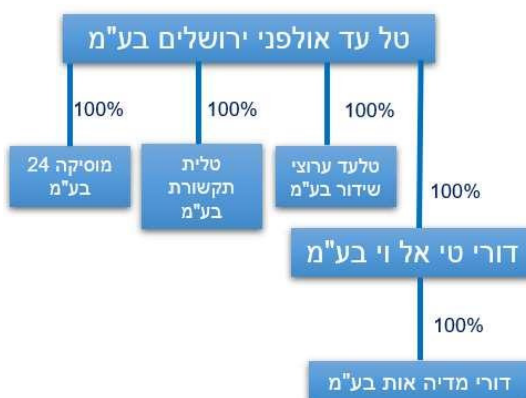 טל עד אולפני ירושלים בע"מ
100%
100%
100%
טלעד ערוצי
שידור בע"מ
טלית
תקשורת
בע"מ
מוסיקה 24
בע"מ
100%
דורי טי אל וי בע"מ
100%
דורי מדיה אות בע"מ